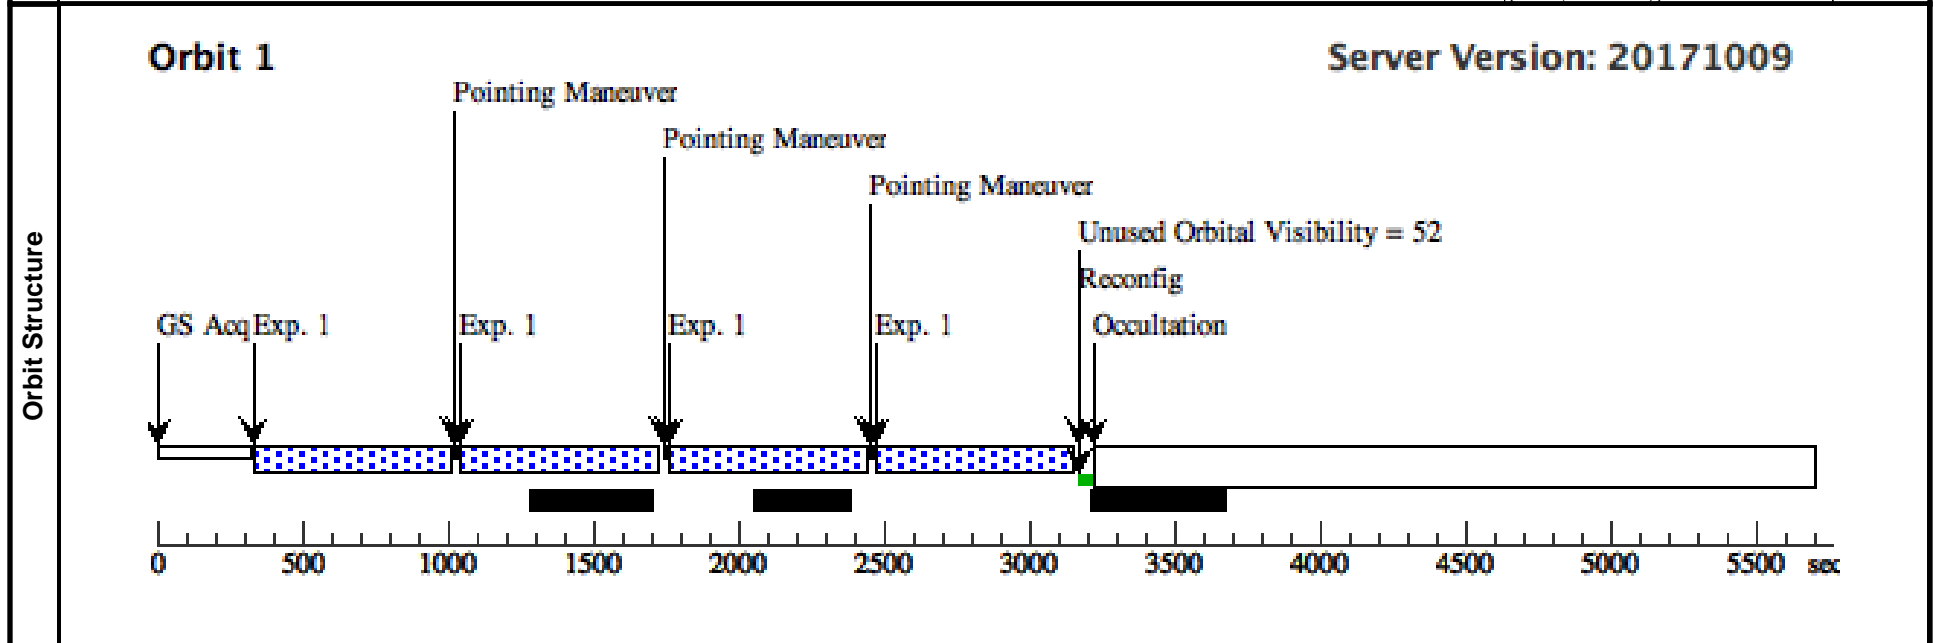 Orbit Structure
Orbit 1
Server Version: 20171009
Pointing Maneuver
Pointing Maneuver
Pointing Maneuver
Unused Orbital Visibility = 52
Reconfig
GS Acq Exp. 1 Exp. 1 Exp. 1 Exp. 1 Occultation
0 500 1000 1500 2000 2500 3000 3500 4000 4500 5000 5500 sec